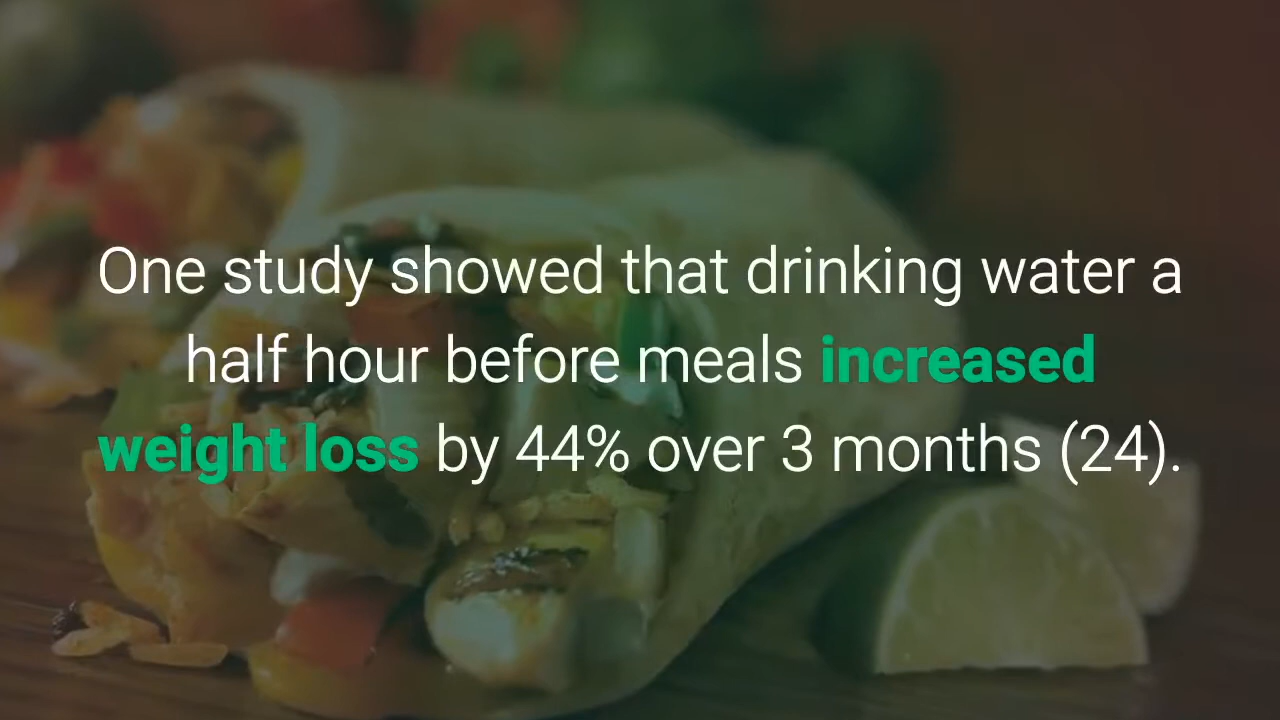 One study showed that drinking water a
half hour before meals increased
weight loss by 44% over 3 months (24).